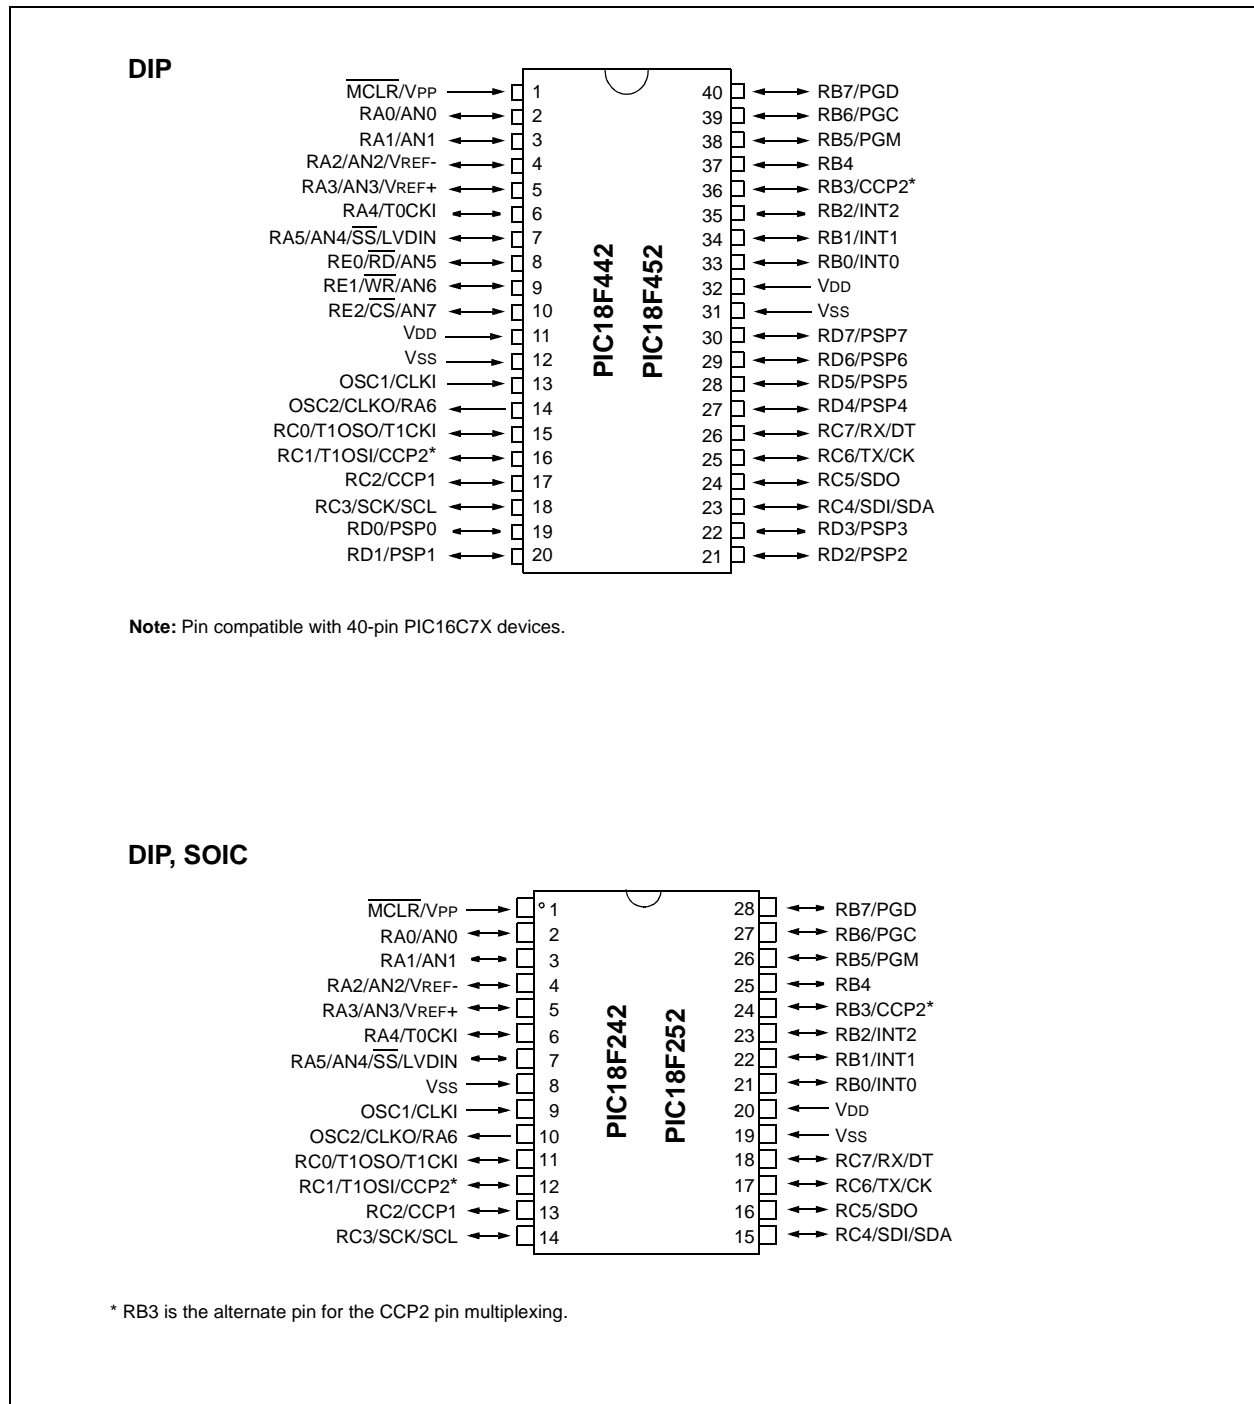 DIP
MCLR/VPP 1 40 RB7/PGD
RA0/AN0 2 39 RB6/PGC
RA1/AN1 3 38 RB5/PGM
RA2/AN2/VREF- 4 37 RB4
RA3/AN3/VREF+ 5 36 RB3/CCP2*
RA4/T0CKI 6 35 RB2/INT2
RA5/AN4/SS/LVDIN 7 34 RB1/INT1
RE0/RD/AN5 8 33 RB0/INT0
RE1/WR/AN6 9 32 VDD
RE2/CS/AN7 10 31 VSS
VDD 11 30 RD7/PSP7
VSS 12 29 RD6/PSP6
OSC1/CLKI 13 28 RD5/PSP5
OSC2/CLKO/RA6 14 27 RD4/PSP4
RC0/T1OSO/T1CKI 15 26 RC7/RX/DT
RC1/T1OSI/CCP2* 16 25 RC6/TX/CK
RC2/CCP1 17 24 RC5/SDO
RC3/SCK/SCL 18 23 RC4/SDI/SDA
RD0/PSP0 19 22 RD3/PSP3
RD1/PSP1 20 21 RD2/PSP2
PIC18F442
PIC18F452
Note: Pin compatible with 40-pin PIC16C7X devices.
DIP, SOIC
MCLR/VPP 1 28 RB7/PGD
RA0/AN0 2 27 RB6/PGC
RA1/AN1 3 26 RB5/PGM
RA2/AN2/VREF- 4 25 RB4
RA3/AN3/VREF+ 5 24 RB3/CCP2*
RA4/T0CKI 6 23 RB2/INT2
RA5/AN4/SS/LVDIN 7 22 RB1/INT1
VSS 8 21 RB0/INT0
OSC1/CLKI 9 20 VDD
OSC2/CLKO/RA6 10 19 VSS
RC0/T1OSO/T1CKI 11 18 RC7/RX/DT
RC1/T1OSI/CCP2* 12 17 RC6/TX/CK
RC2/CCP1 13 16 RC5/SDO
RC3/SCK/SCL 14 15 RC4/SDI/SDA
PIC18F242
PIC18F252
* RB3 is the alternate pin for the CCP2 pin multiplexing.